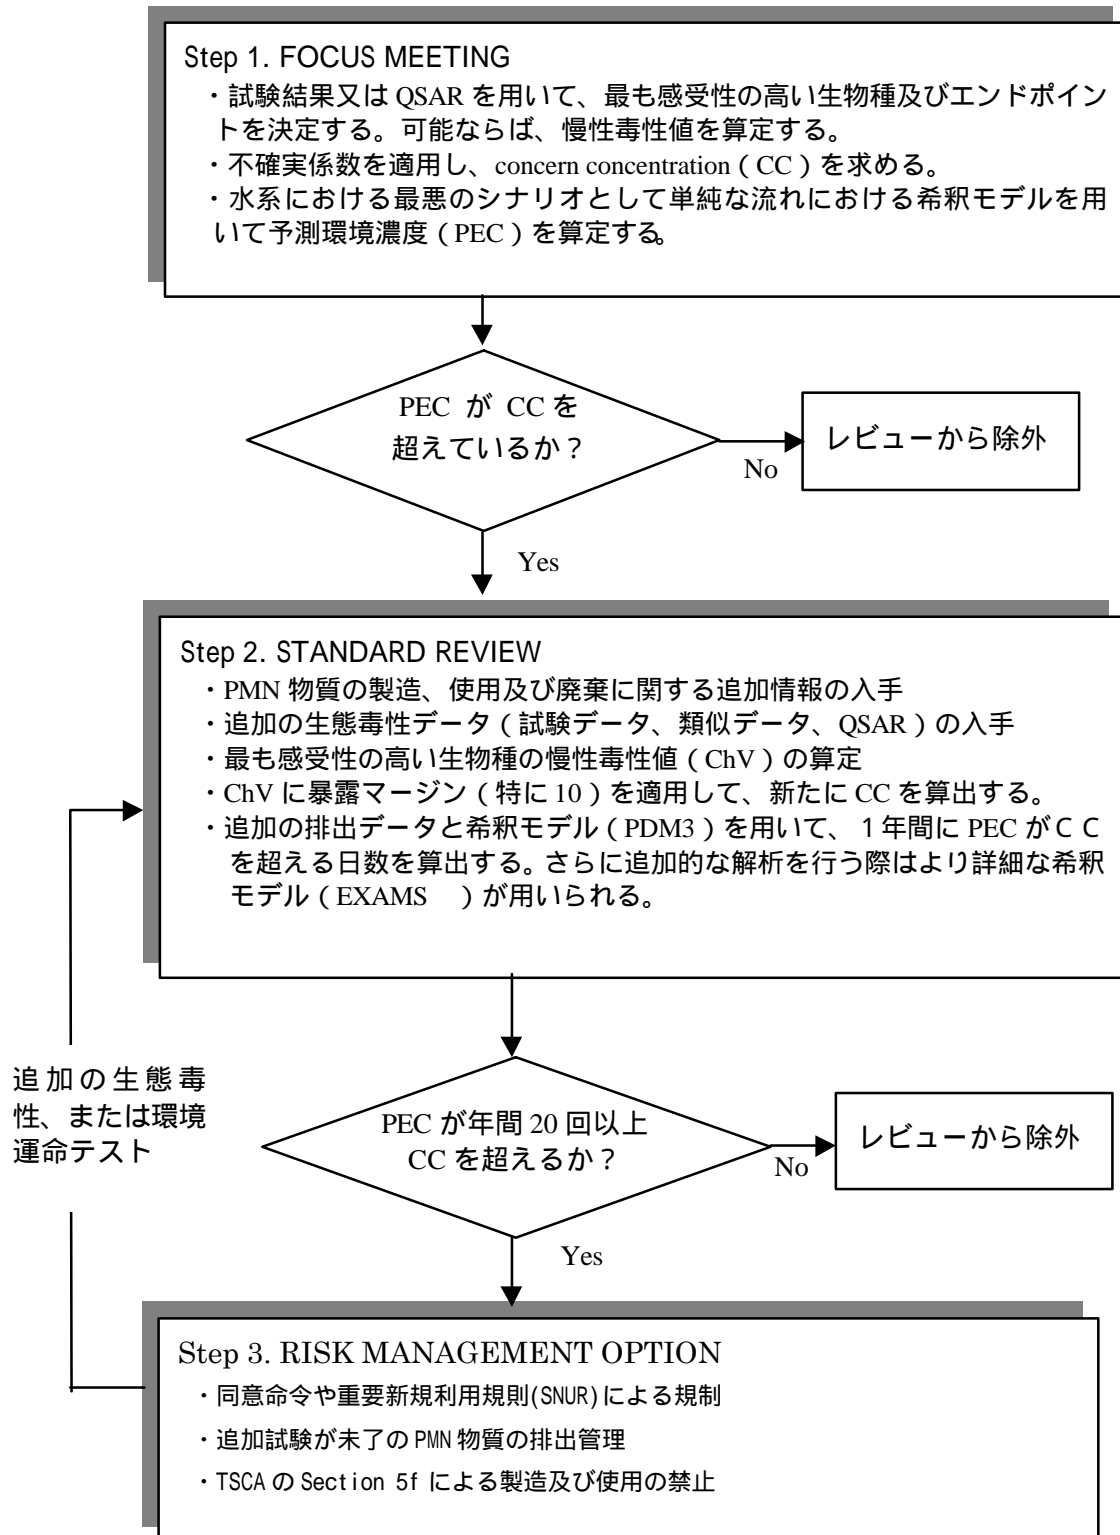 Step 1. FOCUS MEETING
・試験結果又は QSAR を用いて、最も感受性の高い生物種及びエンドポイン
トを決定する。可能ならば、慢性毒性値を算定する。
・不確実係数を適用し、concern concentration（CC）を求める。
・水系における最悪のシナリオとして単純な流れにおける希釈モデルを用
いて予測環境濃度（PEC）を算定する。
PEC が CC を
超えているか？
No
レビューから除外
Yes
Step 2. STANDARD REVIEW
・PMN 物質の製造、使用及び廃棄に関する追加情報の入手
・追加の生態毒性データ（試験データ、類似データ、QSAR）の入手
・最も感受性の高い生物種の慢性毒性値（ChV）の算定
・ChV に暴露マージン（特に 10）を適用して、新たに CC を算出する。
・追加の排出データと希釈モデル（PDM3）を用いて、１年間に PEC がＣＣ
を超える日数を算出する。さらに追加的な解析を行う際はより詳細な希釈
モデル（EXAMS　）が用いられる。
追加の生態毒
性、または環境
運命テスト
PEC が年間 20 回以上
CC を超えるか？
No
レビューから除外
Yes
Step 3. RISK MANAGEMENT OPTION
・同意命令や重要新規利用規則(SNUR)による規制
・追加試験が未了の PMN 物質の排出管理
・TSCA の Section 5f による製造及び使用の禁止